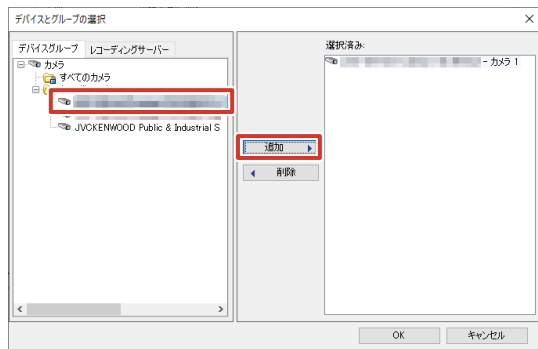 デバイスとグループの選択
デバイスグループ
レコーディングサーバー
カメラ
すべてのカメラ
JVCKENWOOD Public & Industrial S
追加
削除
選択済み:
- カメラ 1
OK
キャンセル